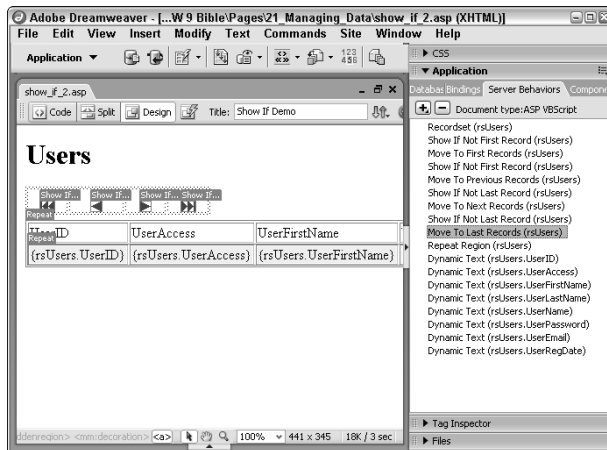 Adobe Dreamweaver - [...W 9 Bible\Pages\21_Managing_Data\show_if_2.asp (XHTML)]
File Edit View Insert Modify Text Commands Site Window Help
Application
show_if_2.asp
Code Split Design Title: Show If Demo
Users
Show If... Show If... Show If... Show If...
Repeat
Repeat
UserAccess UserFirstName
{rsUsers.UserID} {rsUsers.UserAccess} {rsUsers.UserFirstName}
<mm:decoration> <a> 100% 441 x 345 18K / 3 sec
CSS
Application
Bindings Server Behaviors
Document type: ASP VBScript
Recordset (rsUsers)
Show If Not First Record (rsUsers)
Move To First Records (rsUsers)
Show If Not First Record (rsUsers)
Move To Previous Records (rsUsers)
Show If Not Last Record (rsUsers)
Move To Next Records (rsUsers)
Show If Not Last Record (rsUsers)
Move To Last Records (rsUsers)
Repeat Region (rsUsers)
Dynamic Text (rsUsers.UserID)
Dynamic Text (rsUsers.UserAccess)
Dynamic Text (rsUsers.UserFirstName)
Dynamic Text (rsUsers.UserLastName)
Dynamic Text (rsUsers.UserName)
Dynamic Text (rsUsers.UserPassword)
Dynamic Text (rsUsers.UserEmail)
Dynamic Text (rsUsers.UserRegDate)
Tag Inspector
Files